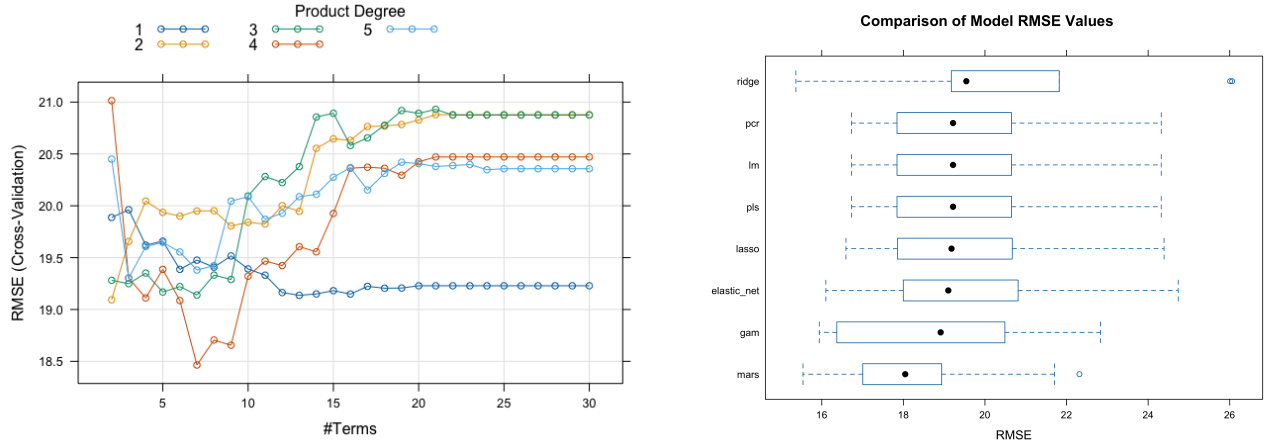 Product Degree
1 3 5
2 4
RMSE (Cross-Validation)
21.0
20.5
20.0
19.5
19.0
18.5
5 10 15 20 25 30
#Terms
Comparison of Model RMSE Values
ridge
pcr
lm
pls
lasso
elastic_net
gam
mars
16 18 20 22 24 26
RMSE